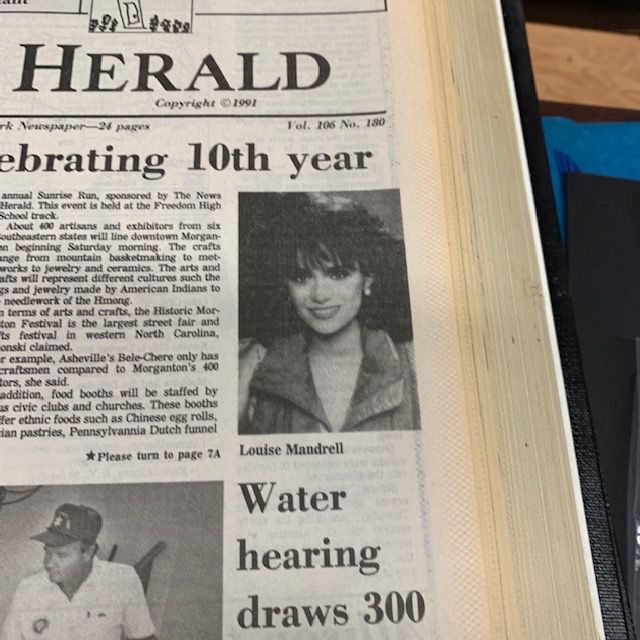 HERALD
Copyright ©1991
rk Newspaper—24 pages
Vol. 106 No. 180
ebrating 10th year
annual Sunrise Run, sponsored by The News
Herald. This event is held at the Freedom High
School track.
About 400 artisans and exhibitors from six
outheastern states will line downtown Morgan-
n beginning Saturday morning. The crafts
nge from mountain basketmaking to met-
works to jewelry and ceramics. The arts and
afts will represent different cultures such the
gs and jewelry made by American Indians to
needlework of the Hmong.
n terms of arts and crafts, the Historic Mor-
ton Festival is the largest street fair and
ts festival in western North Carolina,
onski claimed.
r example, Asheville's Bele-Chere only has
craftsmen compared to Morganton's 400
tors, she said.
addition, food booths will be staffed by
us civic clubs and churches. These booths
ffer ethnic foods such as Chinese egg rolls,
ian pastries, Pennsylvannia Dutch funnel
★Please turn to page 7A
Louise Mandrell
Water
hearing
draws 300